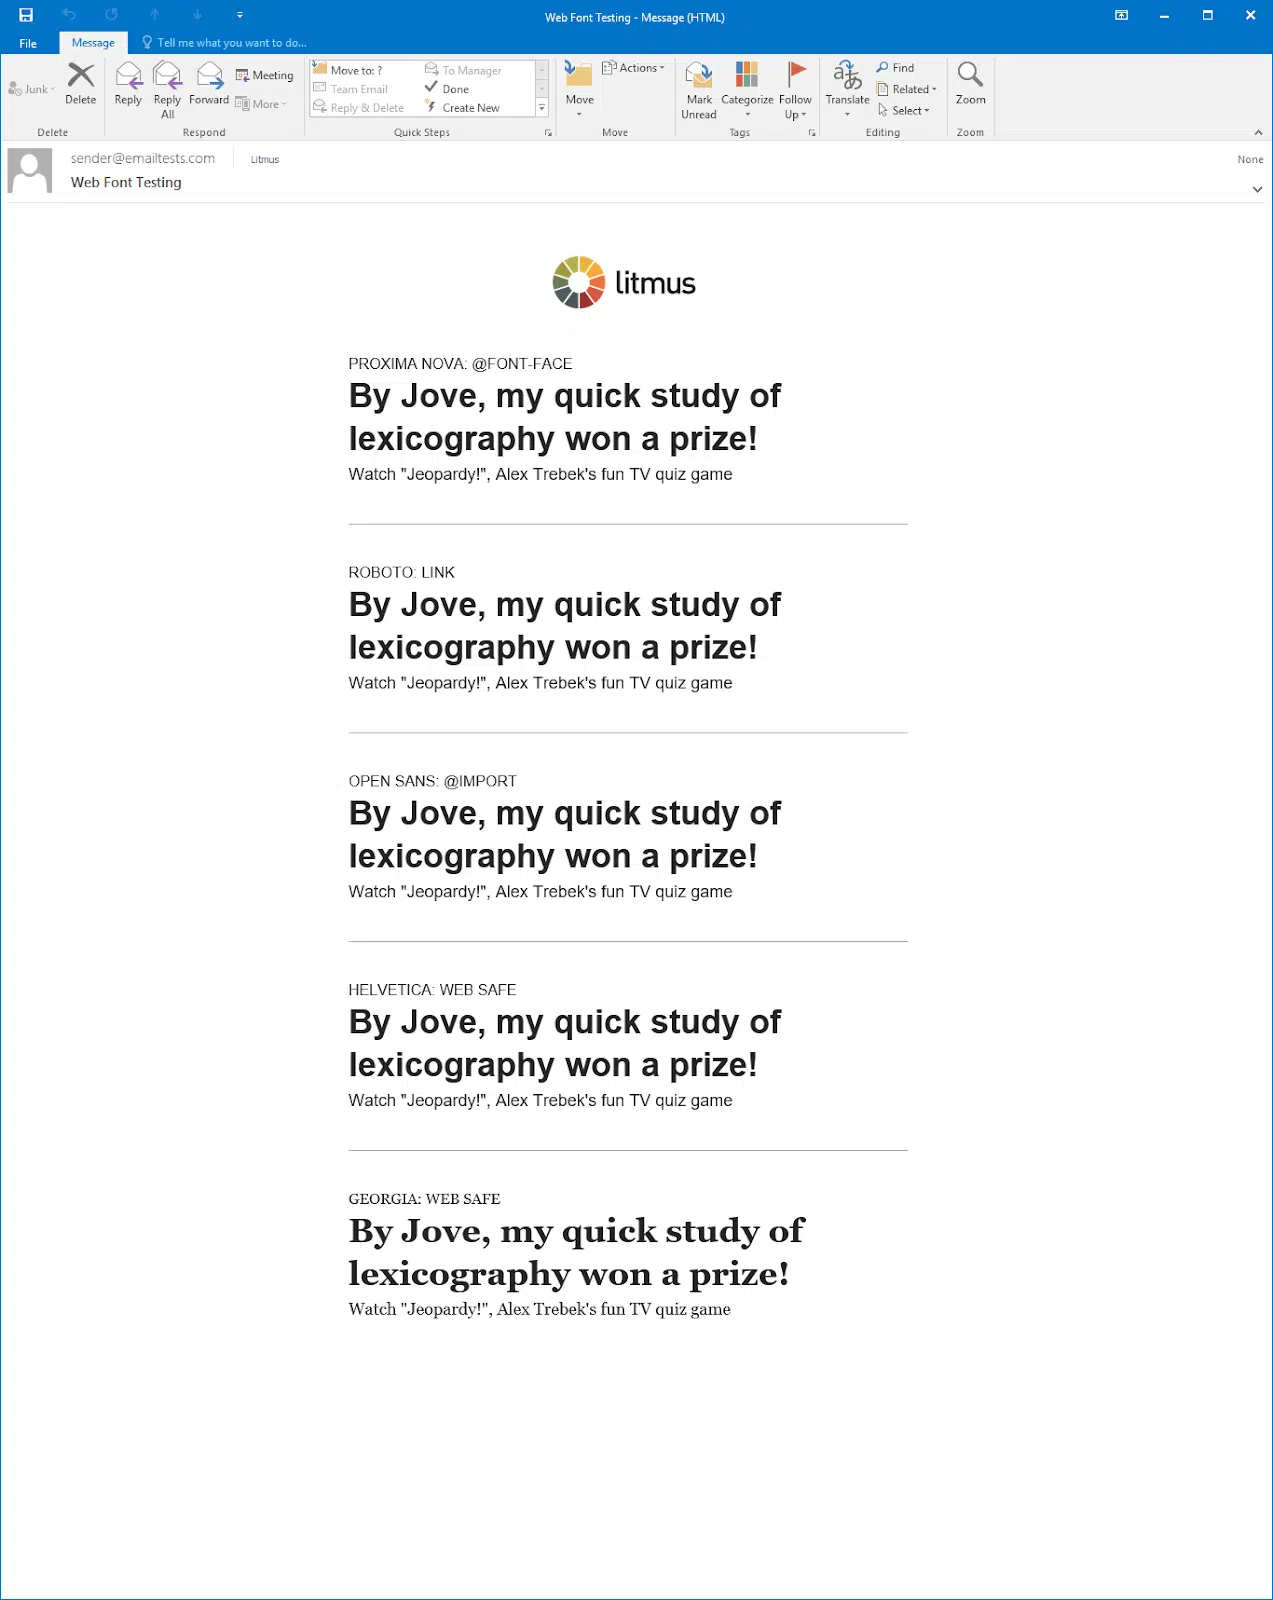 Web Font Testing - Message (HTML)
File
Message
Tell me what you want to do...
Junk
Delete
Reply
Reply All
Forward
Meeting
More
Move to: ?
Team Email
Reply & Delete
To Manager
Done
Create New
Move
Actions
Mark Unread
Categorize
Follow Up
Translate
Find
Related
Select
Zoom
Delete
Respond
Quick Steps
Move
Tags
Editing
Zoom
sender@emailtests.com
Litmus
None
Web Font Testing
litmus
PROXIMA NOVA: @FONT-FACE
By Jove, my quick study of
lexicography won a prize!
Watch "Jeopardy!", Alex Trebek's fun TV quiz game
ROBOTO: LINK
By Jove, my quick study of
lexicography won a prize!
Watch "Jeopardy!", Alex Trebek's fun TV quiz game
OPEN SANS: @IMPORT
By Jove, my quick study of
lexicography won a prize!
Watch "Jeopardy!", Alex Trebek's fun TV quiz game
HELVETICA: WEB SAFE
By Jove, my quick study of
lexicography won a prize!
Watch "Jeopardy!", Alex Trebek's fun TV quiz game
GEORGIA: WEB SAFE
By Jove, my quick study of
lexicography won a prize!
Watch "Jeopardy!", Alex Trebek's fun TV quiz game